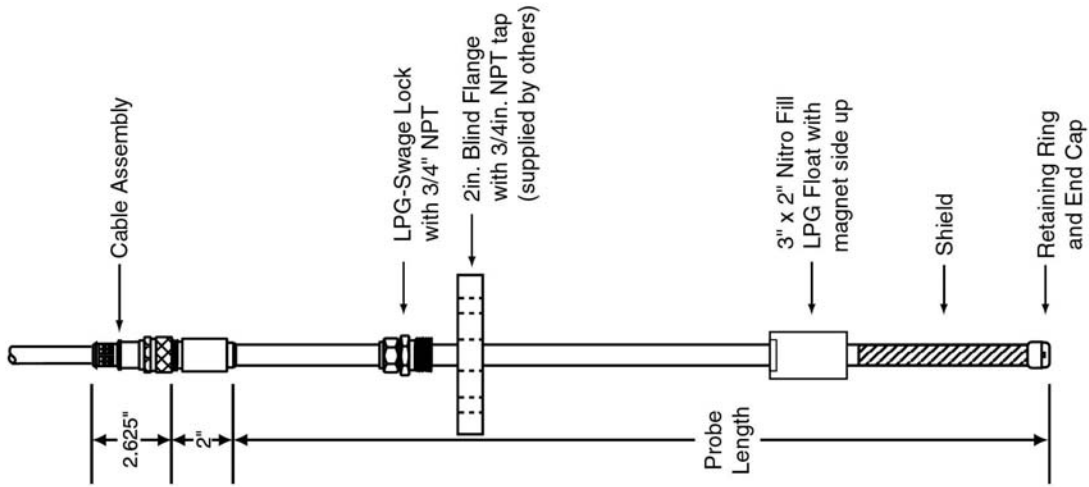 Cable Assembly
LPG-Swage Lock
with 3/4" NPT
2in. Blind Flange
with 3/4in. NPT tap
(supplied by others)
3" x 2" Nitro Fill
LPG Float with
magnet side up
Shield
Retaining Ring
and End Cap
2.625"
2"
Probe
Length